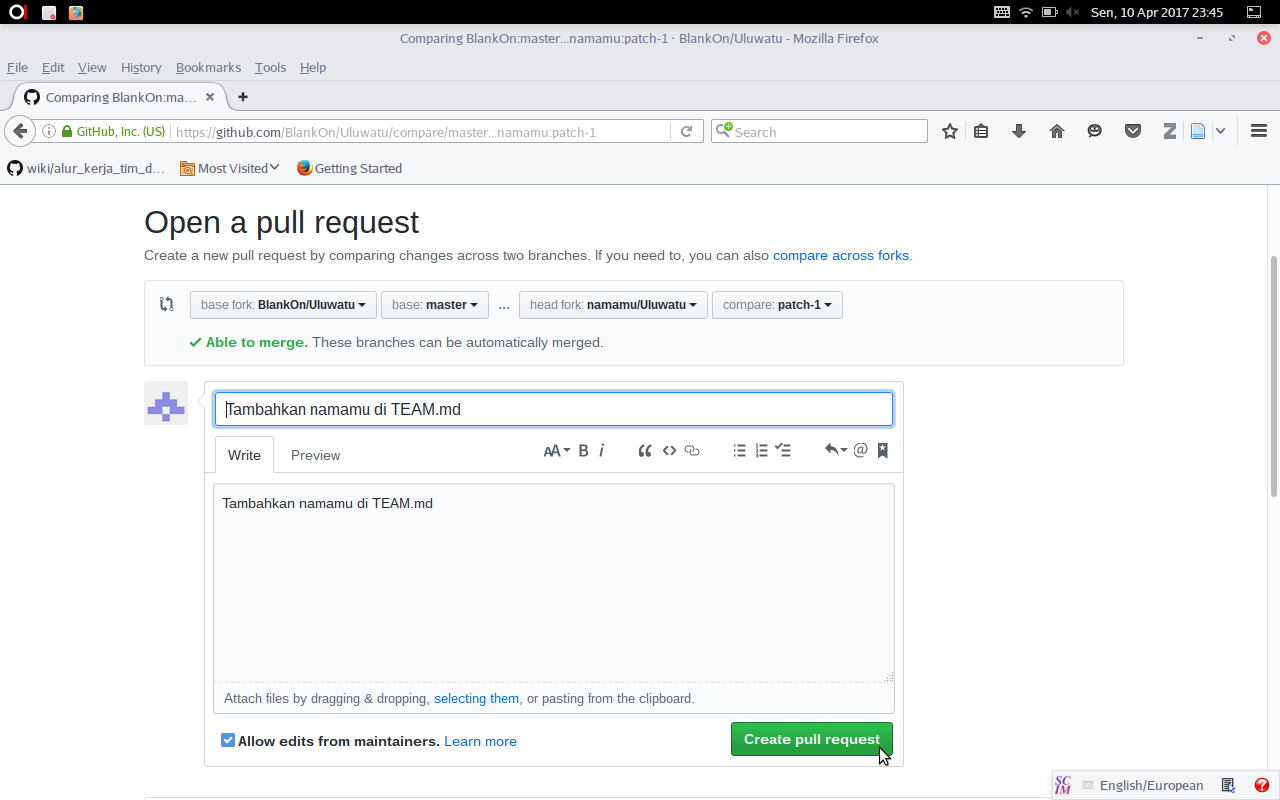 Sen, 10 Apr 2017 23:45
Comparing BlankOn:master...namamu:patch-1 · BlankOn/Uluwatu - Mozilla Firefox
File Edit View History Bookmarks Tools Help
Comparing BlankOn:ma...
GitHub, Inc. (US) https://github.com/BlankOn/Uluwatu/compare/master...namamu:patch-1 Search
wiki/alur_kerja_tim_d... Most Visited Getting Started
Open a pull request
Create a new pull request by comparing changes across two branches. If you need to, you can also compare across forks.
base fork: BlankOn/Uluwatu base: master ... head fork: namamu/Uluwatu compare: patch-1
Able to merge. These branches can be automatically merged.
Tambahkan namamu di TEAM.md
Write Preview AA B i @
Tambahkan namamu di TEAM.md
Attach files by dragging & dropping, selecting them, or pasting from the clipboard.
Allow edits from maintainers. Learn more Create pull request
SCIM English/European